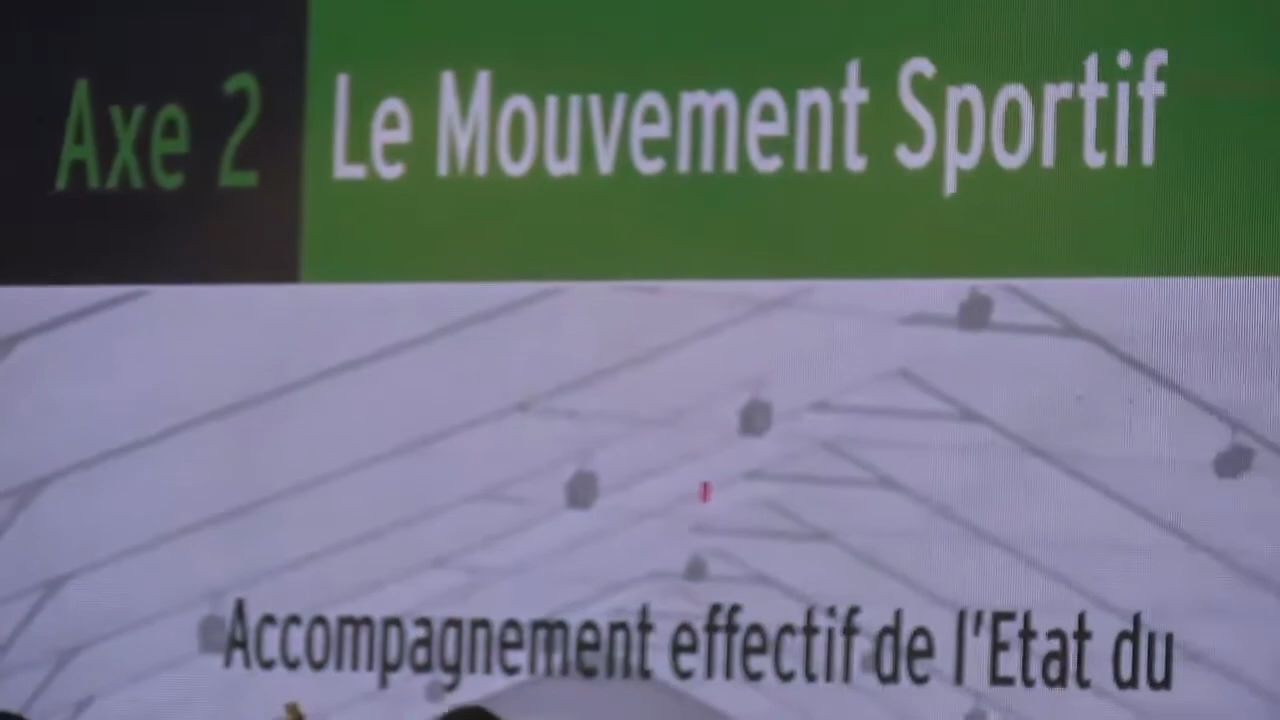 Axe 2 Le Mouvement Sportif
Accompagnement effectif de l'Etat du